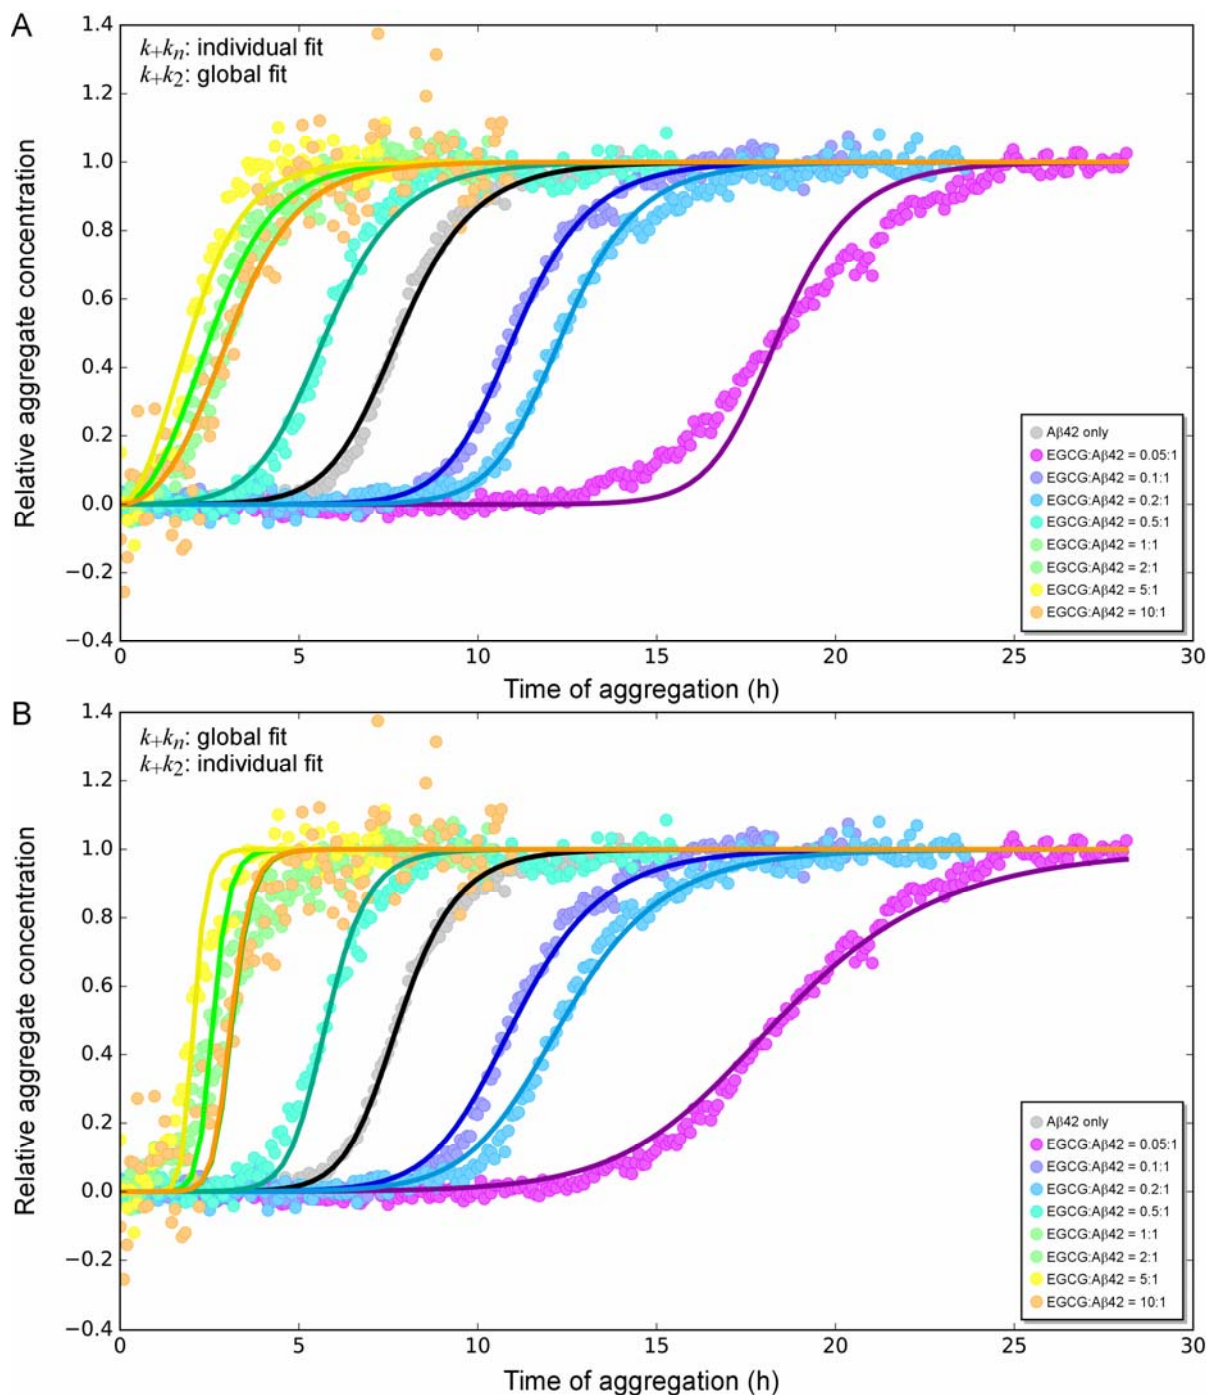 A
k+kn: individual fit
k+k2: global fit
1.4
1.2
1.0
0.8
0.6
0.4
0.2
0.0
−0.2
−0.4
Relative aggregate concentration
Aβ42 only
EGCG:Aβ42 = 0.05:1
EGCG:Aβ42 = 0.1:1
EGCG:Aβ42 = 0.2:1
EGCG:Aβ42 = 0.5:1
EGCG:Aβ42 = 1:1
EGCG:Aβ42 = 2:1
EGCG:Aβ42 = 5:1
EGCG:Aβ42 = 10:1
0 5 10 15 20 25 30
Time of aggregation (h)
B
k+kn: global fit
k+k2: individual fit
1.4
1.2
1.0
0.8
0.6
0.4
0.2
0.0
−0.2
−0.4
Relative aggregate concentration
Aβ42 only
EGCG:Aβ42 = 0.05:1
EGCG:Aβ42 = 0.1:1
EGCG:Aβ42 = 0.2:1
EGCG:Aβ42 = 0.5:1
EGCG:Aβ42 = 1:1
EGCG:Aβ42 = 2:1
EGCG:Aβ42 = 5:1
EGCG:Aβ42 = 10:1
0 5 10 15 20 25 30
Time of aggregation (h)